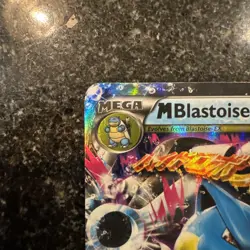 MEGA
MBlastoise
Evolves from Blastoise-EX